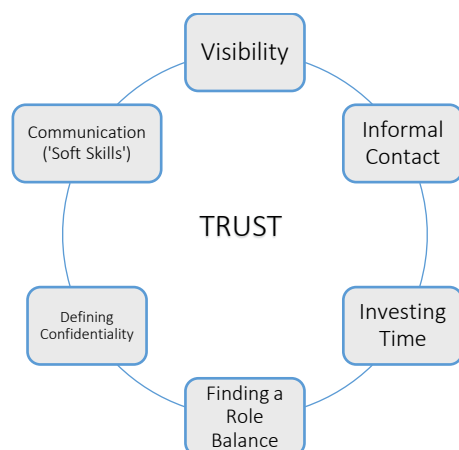 Visibility
Informal
Contact
Investing
Time
Finding a
Role
Balance
Defining
Confidentiality
Communication
('Soft Skills')
TRUST